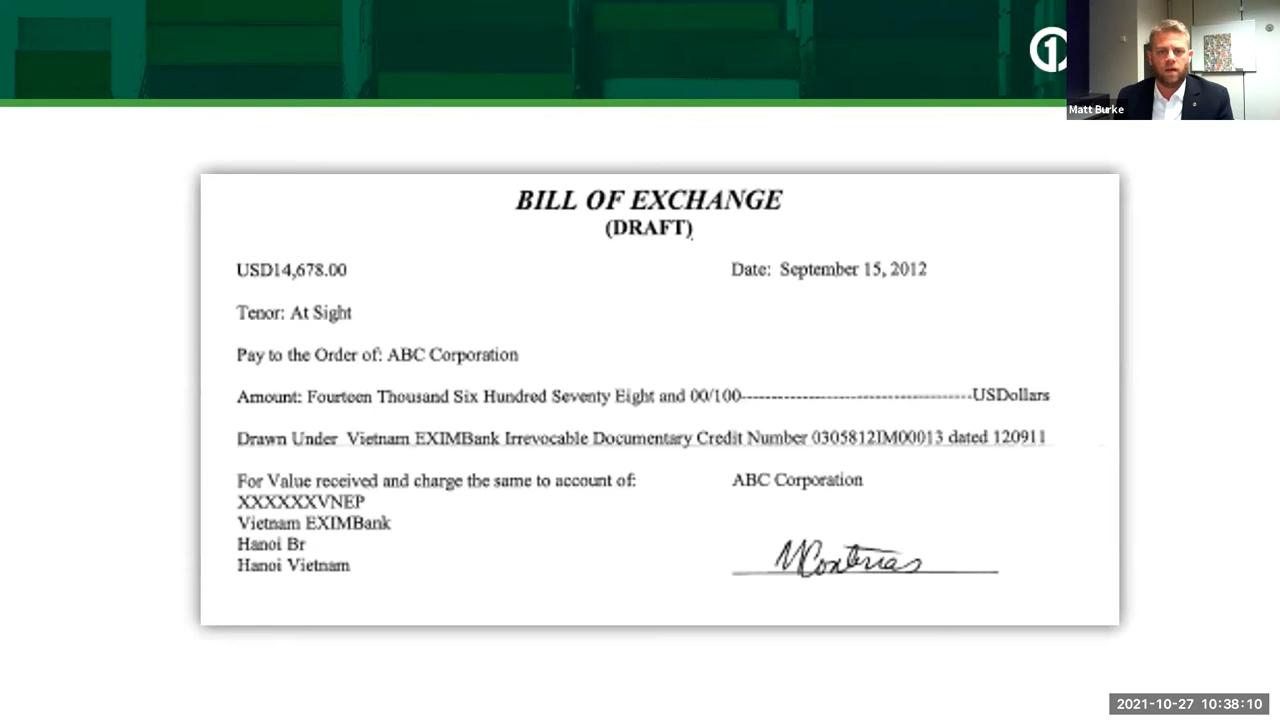 1
Matt Burke
BILL OF EXCHANGE
(DRAFT)
USD14,678.00
Date: September 15, 2012
Tenor: At Sight
Pay to the Order of: ABC Corporation
Amount: Fourteen Thousand Six Hundred Seventy Eight and 00/100-----------------------------------------USDollars
Drawn Under Vietnam EXIMBank Irrevocable Documentary Credit Number 0305812IM00013 dated 120911
For Value received and charge the same to account of:
ABC Corporation
XXXXXXVNEP
Vietnam EXIMBank
Hanoi Br
Hanoi Vietnam
MContreras
2021-10-27 10:38:10